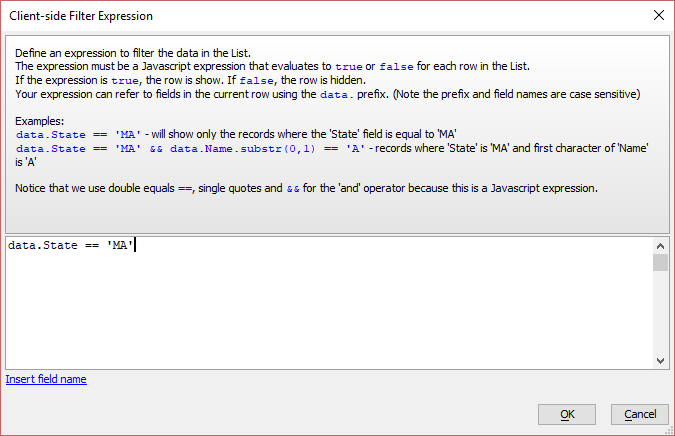 Client-side Filter Expression
Define an expression to filter the data in the List.
The expression must be a Javascript expression that evaluates to true or false for each row in the List.
If the expression is true, the row is show. If false, the row is hidden.
Your expression can refer to fields in the current row using the data. prefix. (Note the prefix and field names are case sensitive)
Examples:
data.State == 'MA' - will show only the records where the 'State' field is equal to 'MA'
data.State == 'MA' && data.Name.substr(0,1) == 'A' - records where 'State' is 'MA' and first character of 'Name'
is 'A'
Notice that we use double equals ==, single quotes and && for the 'and' operator because this is a Javascript expression.
data.State == 'MA'
Insert field name
OK
Cancel